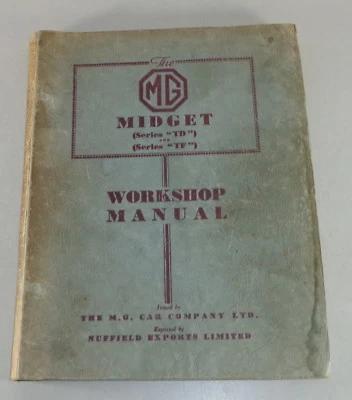 The
MG
MIDGET
(Series "TD")
AND
(Series "TF")
WORKSHOP
MANUAL
Issued by
THE M.G. CAR COMPANY LTD.
Exported by
NUFFIELD EXPORTS LIMITED